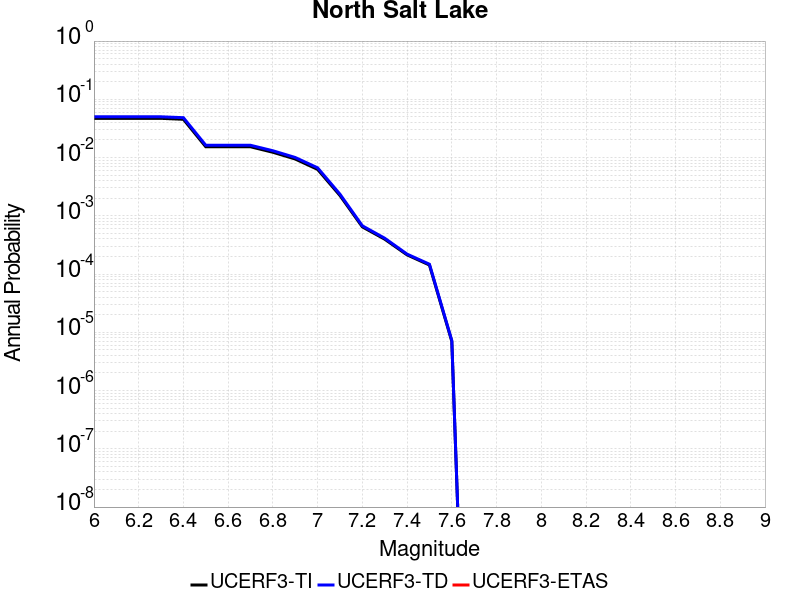 North Salt Lake
10^0
10^-1
10^-2
10^-3
10^-4
10^-5
10^-6
10^-7
10^-8
Annual Probability
6 6.2 6.4 6.6 6.8 7 7.2 7.4 7.6 7.8 8 8.2 8.4 8.6 8.8 9
Magnitude
UCERF3-TI UCERF3-TD UCERF3-ETAS